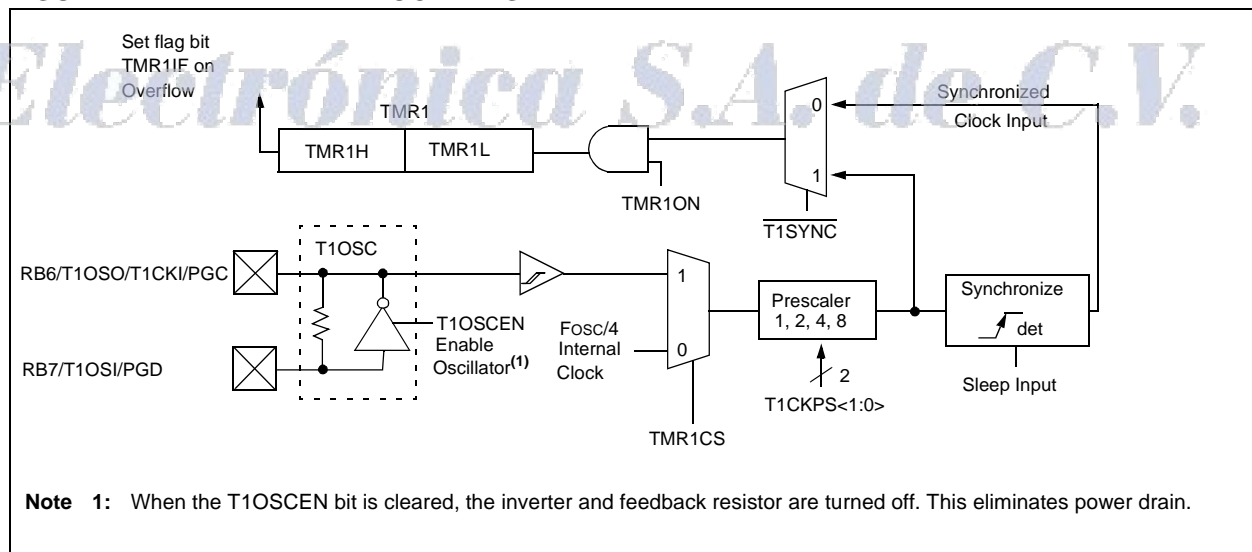 Electrónica S.A. de C.V.
Set flag bit
TMR1IF on
Overflow
TMR1
TMR1H
TMR1L
TMR1ON
0
1
T1SYNC
Synchronized
Clock Input
RB6/T1OSO/T1CKI/PGC
T1OSC
RB7/T1OSI/PGD
T1OSCEN
Enable
Oscillator(1)
FOSC/4
Internal
Clock
1
0
TMR1CS
Prescaler
1, 2, 4, 8
2
T1CKPS<1:0>
Synchronize
det
Sleep Input
Note 1: When the T1OSCEN bit is cleared, the inverter and feedback resistor are turned off. This eliminates power drain.